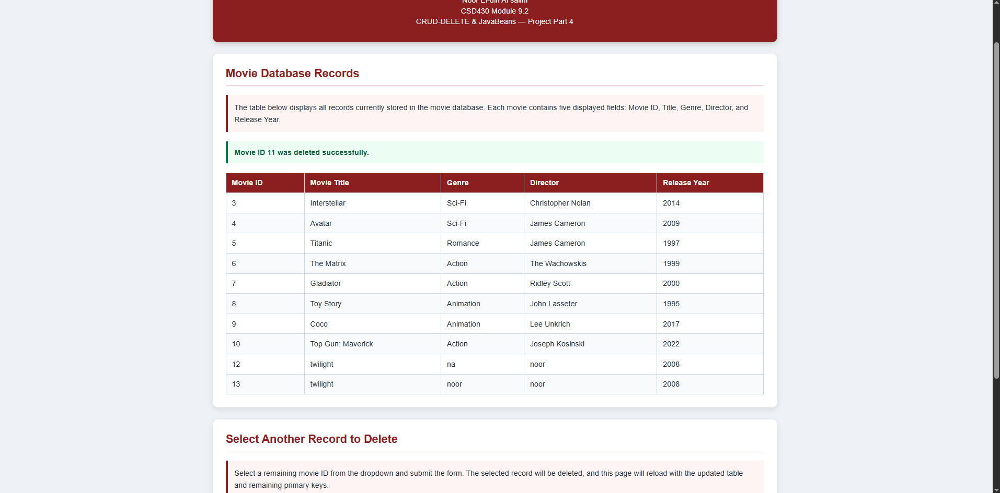 CSD430 Module 9.2
CRUD-DELETE & JavaBeans — Project Part 4
Movie Database Records
The table below displays all records currently stored in the movie database. Each movie contains five displayed fields: Movie ID, Title, Genre, Director, and
Release Year.
Movie ID 11 was deleted successfully.
Movie ID Movie Title Genre Director Release Year
3 Interstellar Sci-Fi Christopher Nolan 2014
4 Avatar Sci-Fi James Cameron 2009
5 Titanic Romance James Cameron 1997
6 The Matrix Action The Wachowskis 1999
7 Gladiator Action Ridley Scott 2000
8 Toy Story Animation John Lasseter 1995
9 Coco Animation Lee Unkrich 2017
10 Top Gun: Maverick Action Joseph Kosinski 2022
12 twilight na noor 2008
13 twilight noor noor 2008
Select Another Record to Delete
Select a remaining movie ID from the dropdown and submit the form. The selected record will be deleted, and this page will reload with the updated table
and remaining primary keys.